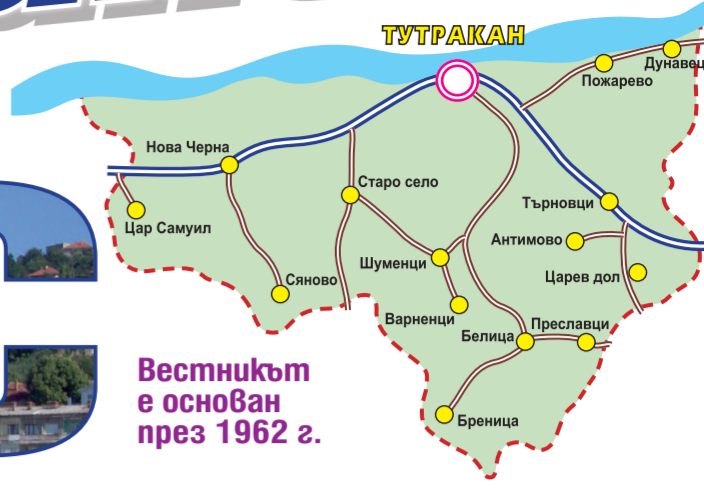 ТУТРАКАН
Дунавец
Пожарево
Нова Черна
Старо село
Търновци
Цар Самуил
Антимово
Шуменци
Царев дол
Сяново
Варненци
Преславци
Белица
Бреница
Вестникът
е основан
през 1962 г.